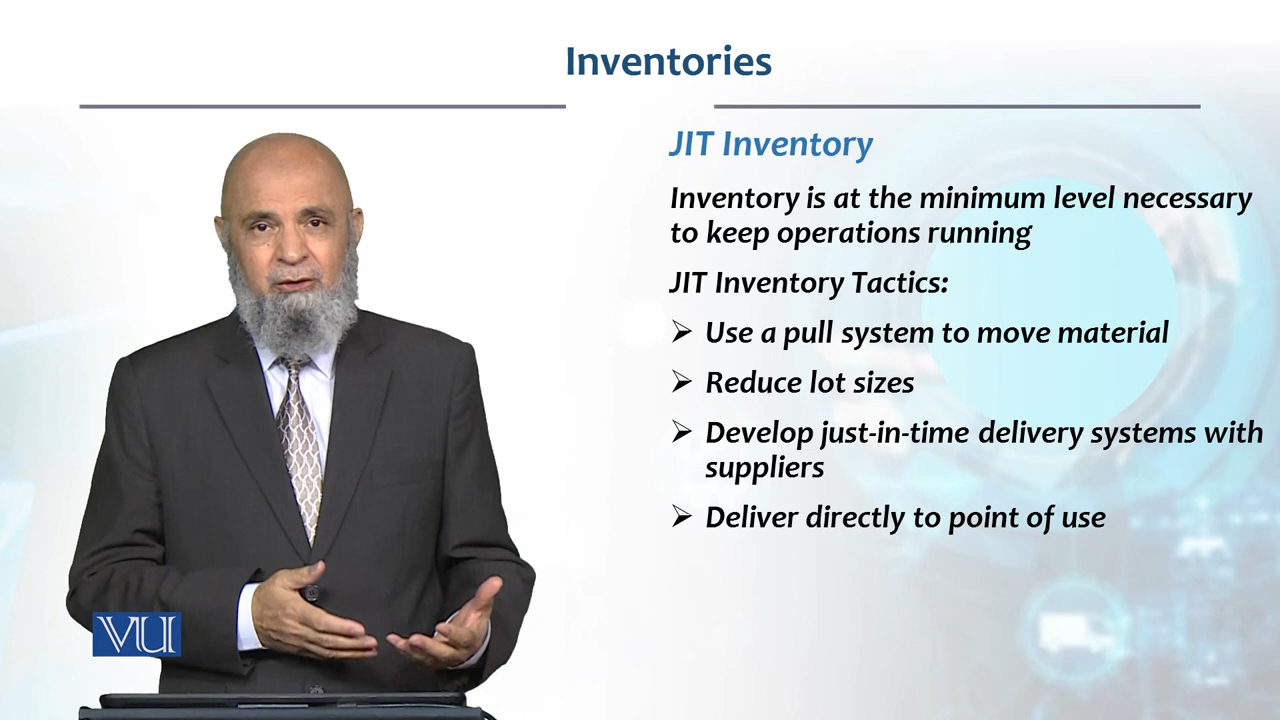 Inventories
JIT Inventory
Inventory is at the minimum level necessary
to keep operations running
JIT Inventory Tactics:
Use a pull system to move material
Reduce lot sizes
Develop just-in-time delivery systems with
suppliers
Deliver directly to point of use
VU